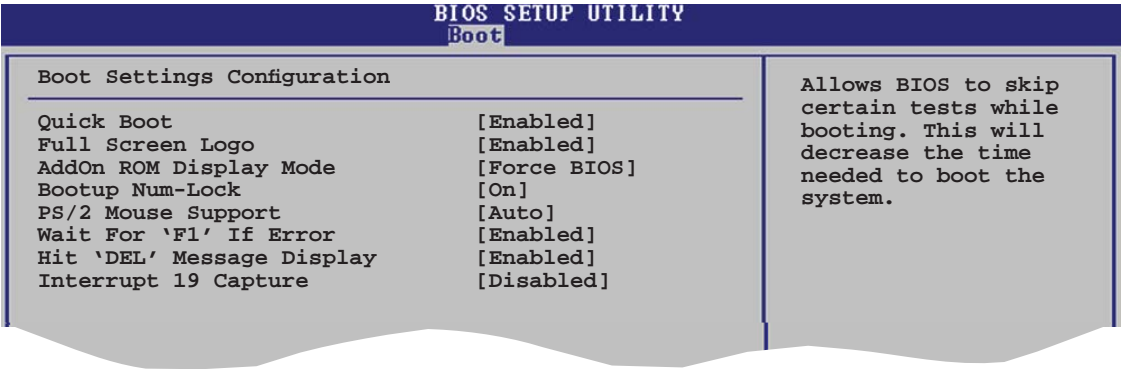 BIOS SETUP UTILITY
Boot
Boot Settings Configuration
Quick Boot [Enabled]
Full Screen Logo [Enabled]
AddOn ROM Display Mode [Force BIOS]
Bootup Num-Lock [On]
PS/2 Mouse Support [Auto]
Wait For ‘F1’ If Error [Enabled]
Hit ‘DEL’ Message Display [Enabled]
Interrupt 19 Capture [Disabled]
Allows BIOS to skip
certain tests while
booting. This will
decrease the time
needed to boot the
system.